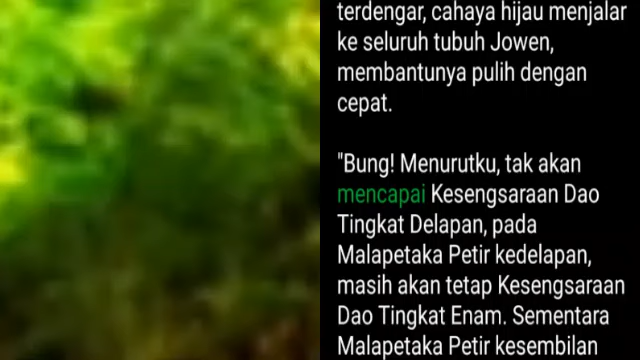 terdengar, cahaya hijau menjalar
ke seluruh tubuh Jowen,
membantunya pulih dengan
cepat.
"Bung! Menurutku, tak akan
mencapai Kesengsaraan Dao
Tingkat Delapan, pada
Malapetaka Petir kedelapan,
masih akan tetap Kesengsaraan
Dao Tingkat Enam. Sementara
Malapetaka Petir kesembilan